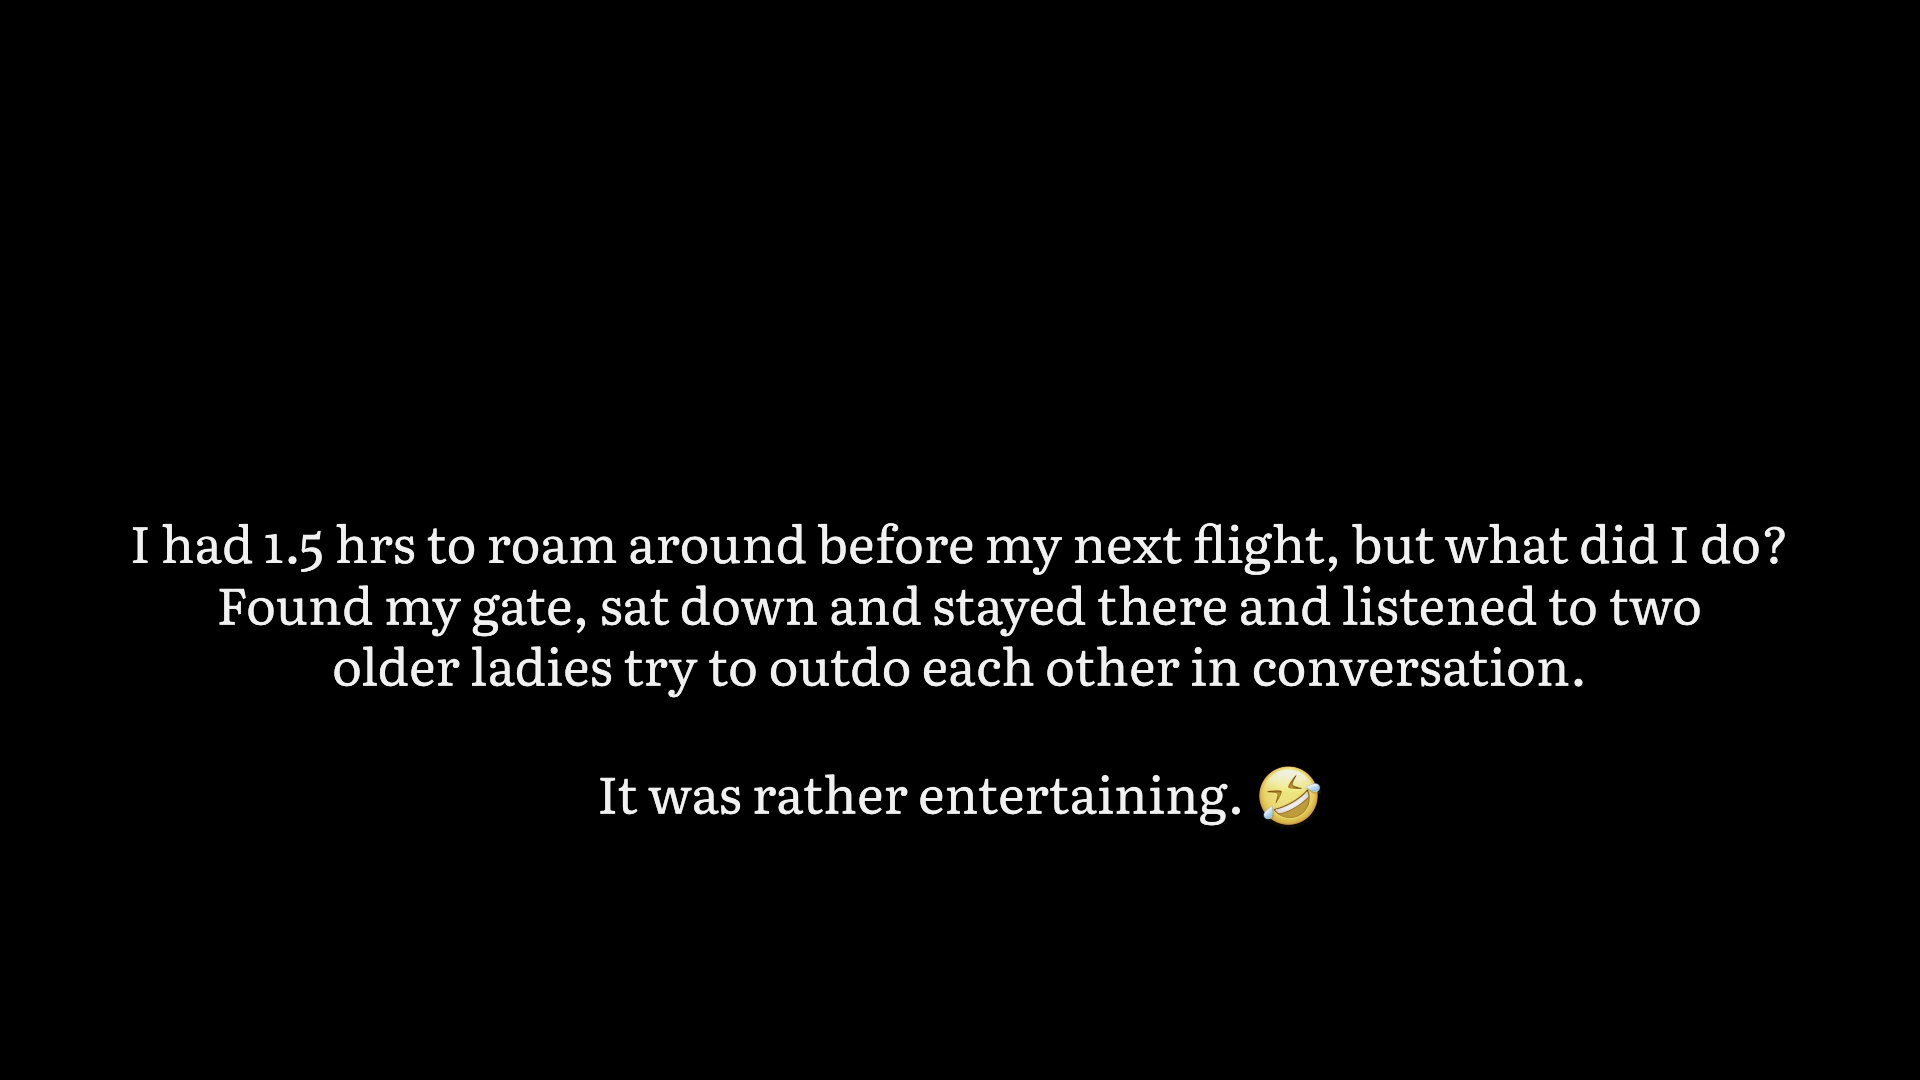 I had 1.5 hrs to roam around before my next flight, but what did I do?
Found my gate, sat down and stayed there and listened to two
older ladies try to outdo each other in conversation.
It was rather entertaining. 🤣